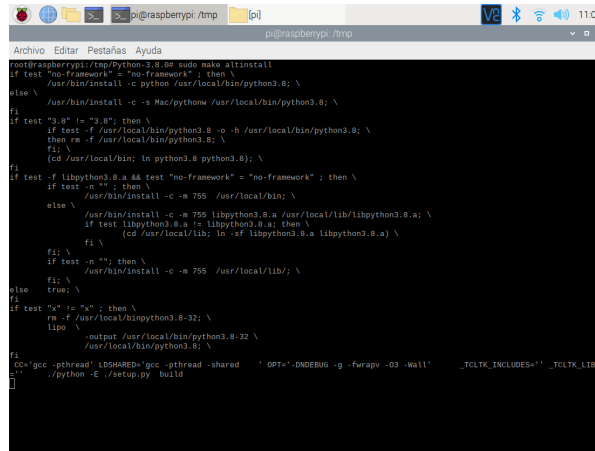 pi@raspberrypi: /tmp [pi] V2 11:0
pi@raspberrypi: /tmp
Archivo Editar Pestañas Ayuda
root@raspberrypi:/tmp/Python-3.8.0# sudo make altinstall
if test "no-framework" = "no-framework" ; then \
/usr/bin/install -c python /usr/local/bin/python3.8; \
else \
/usr/bin/install -c -s Mac/pythonw /usr/local/bin/python3.8; \
fi
if test "3.8" != "3.8"; then \
if test -f /usr/local/bin/python3.8 -o -h /usr/local/bin/python3.8; \
then rm -f /usr/local/bin/python3.8; \
fi; \
(cd /usr/local/bin; ln python3.8 python3.8); \
fi
if test -f libpython3.8.a && test "no-framework" = "no-framework" ; then \
if test -n "" ; then \
/usr/bin/install -c -m 755 /usr/local/bin; \
else \
/usr/bin/install -c -m 755 libpython3.8.a /usr/local/lib/libpython3.8.a; \
if test libpython3.8.a != libpython3.8.a; then \
(cd /usr/local/lib; ln -sf libpython3.8.a libpython3.8.a) \
fi \
fi; \
if test -n ""; then \
/usr/bin/install -c -m 755 /usr/local/lib/; \
fi; \
else true; \
fi
if test "x" != "x" ; then \
rm -f /usr/local/binpython3.8-32; \
lipo \
-output /usr/local/bin/python3.8-32 \
/usr/local/bin/python3.8; \
fi
CC='gcc -pthread' LDSHARED='gcc -pthread -shared ' OPT='-DNDEBUG -g -fwrapv -O3 -Wall' _TCLTK_INCLUDES='' _TCLTK_LIB
='' ./python -E ./setup.py build